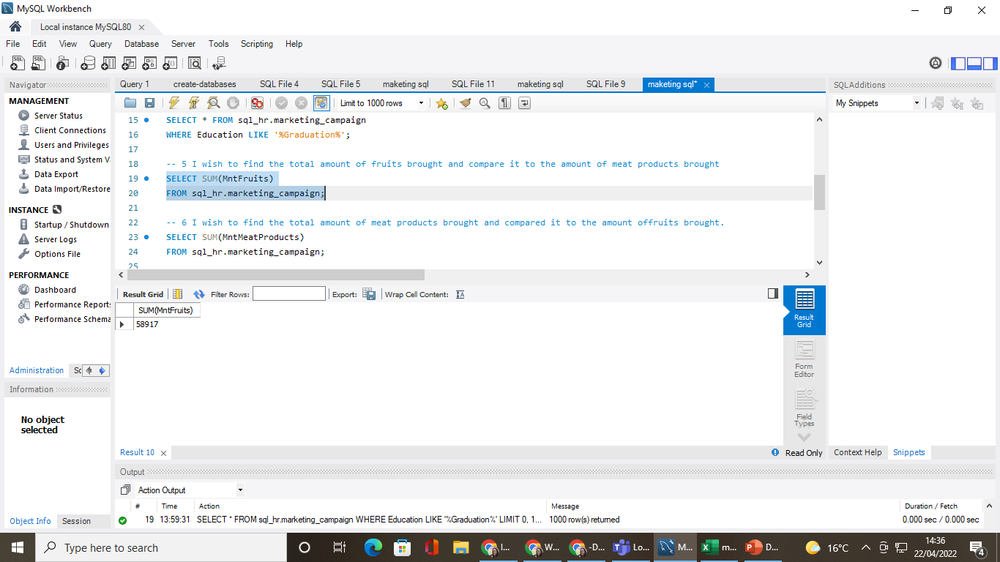 MySQL Workbench
Local instance MySQL80
File Edit View Query Database Server Tools Scripting Help
Navigator
MANAGEMENT
Server Status
Client Connections
Users and Privileges
Status and System V
Data Export
Data Import/Restore
INSTANCE
Startup / Shutdown
Server Logs
Options File
PERFORMANCE
Dashboard
Performance Reports
Performance Schema
Administration Sc
Information
No object
selected
Object Info Session
Query 1 create-databases SQL File 4 SQL File 5 maketing sql SQL File 11 maketing sql SQL File 9 maketing sql*
Limit to 1000 rows
15 SELECT * FROM sql_hr.marketing_campaign
16 WHERE Education LIKE '%Graduation%';
17
18 -- 5 I wish to find the total amount of fruits brought and compare it to the amount of meat products brought
19 SELECT SUM(MntFruits)
20 FROM sql_hr.marketing_campaign;
21
22 -- 6 I wish to find the total amount of meat products brought and compared it to the amount offruits brought.
23 SELECT SUM(MntMeatProducts)
24 FROM sql_hr.marketing_campaign;
25
Result Grid Filter Rows: Export: Wrap Cell Content:
SUM(MntFruits)
58917
Result
Grid
Form
Editor
Field
Types
Result 10
Read Only
Output
Action Output
# Time Action Message Duration / Fetch
19 13:59:31 SELECT * FROM sql_hr.marketing_campaign WHERE Education LIKE '%Graduation%' LIMIT 0, 1... 1000 row(s) returned 0.000 sec / 0.000 sec
SQLAdditions
My Snippets
Context Help Snippets
Type here to search
I... W... -D... Lo... M... m... D...
16°C
14:36
22/04/2022
4